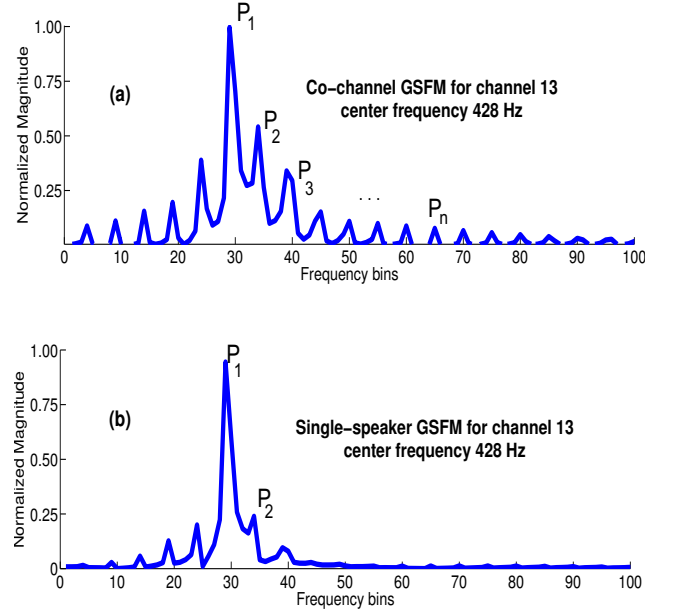 P1
1.00
Normalized Magnitude
(a)
Co−channel GSFM for channel 13
center frequency 428 Hz
0.75
P2
0.50
P3
0.25
. . .
Pn
0 10 20 30 40 50 60 70 80 90 100
Frequency bins
1.00
P1
Normalized Magnitude
(b)
Single−speaker GSFM for channel 13
center frequency 428 Hz
0.75
0.50
P2
0.25
0
0 10 20 30 40 50 60 70 80 90 100
Frequency bins